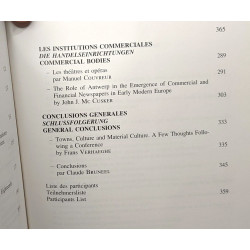 365
LES INSTITUTIONS COMMERCIALES
DIE HANDELSEINRICHTUNGEN 289
COMMERCIAL BODIES
– Les théâtres et opéras 291
par Manuel COUVREUR
– The Role of Antwerp in the Emergence of Commercial and
Financial Newspapers in Early Modern Europe 303
by John J. MC CUSKER
CONCLUSIONS GENERALES
SCHLUSSFOLGERUNG 333
GENERAL CONCLUSIONS
– Towns, Culture and Material Culture. A Few Thoughts Follo-
wing a Conference 335
by Frans VERHAEGHE
– Conclusions 345
par Claude BRUNEEL
Liste des participants
Teilnehmerliste 359
Participants List